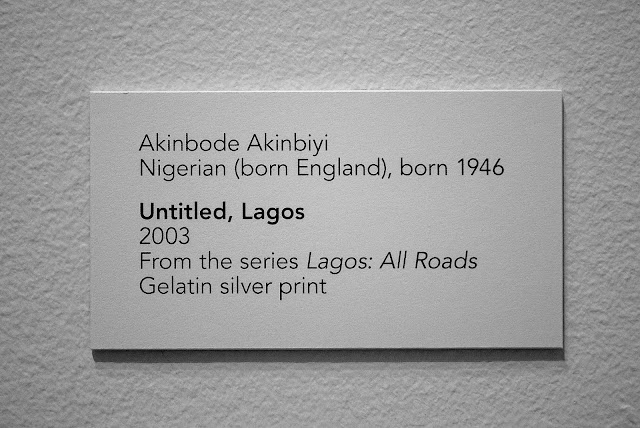 Akinbode Akinbiyi
Nigerian (born England), born 1946
Untitled, Lagos
2003
From the series Lagos: All Roads
Gelatin silver print